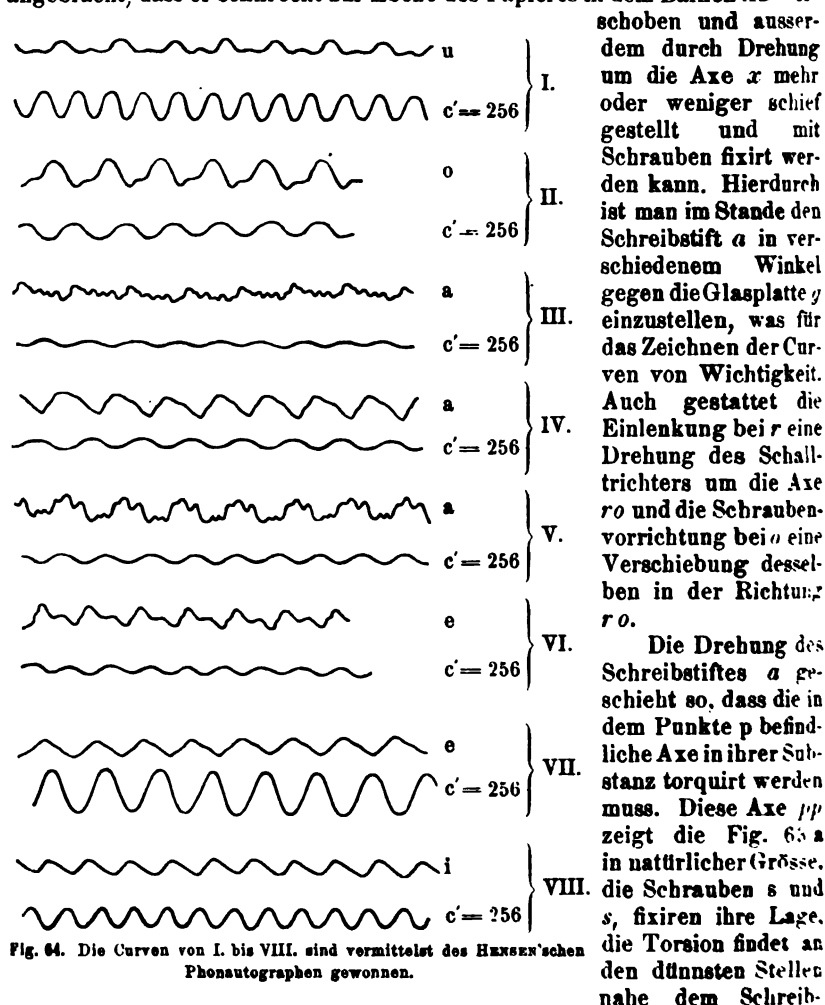 u
c′ = 256
I.
o
c′ = 256
II.
a
c′ = 256
III.
a
c′ = 256
IV.
a
c′ = 256
V.
e
c′ = 256
VI.
e
c′ = 256
VII.
i
c′ = 256
VIII.
Fig. 64. Die Curven von I. bis VIII. sind vermittelst des HENSEN'schen
Phonautographen gewonnen.
schoben und ausser-
dem durch Drehung
um die Axe x mehr
oder weniger schief
gestellt und mit
Schrauben fixirt wer-
den kann. Hierdurch
ist man im Stande den
Schreibstift a in ver-
schiedenem Winkel
gegen die Glasplatte g
einzustellen, was für
das Zeichnen der Cur-
ven von Wichtigkeit.
Auch gestattet die
Einlenkung bei r eine
Drehung des Schall-
trichters um die Axe
ro und die Schrauben-
vorrichtung bei o eine
Verschiebung dessel-
ben in der Richtung
ro.
Die Drehung des
Schreibstiftes a ge-
schieht so, dass die in
dem Punkte p befind-
liche Axe in ihrer Sub-
stanz torquirt werden
muss. Diese Axe pp
zeigt die Fig. 65 a
in natürlicher Grösse,
die Schrauben s und
s, fixiren ihre Lage,
die Torsion findet an
den dünnsten Stellen
nahe dem Schreib-